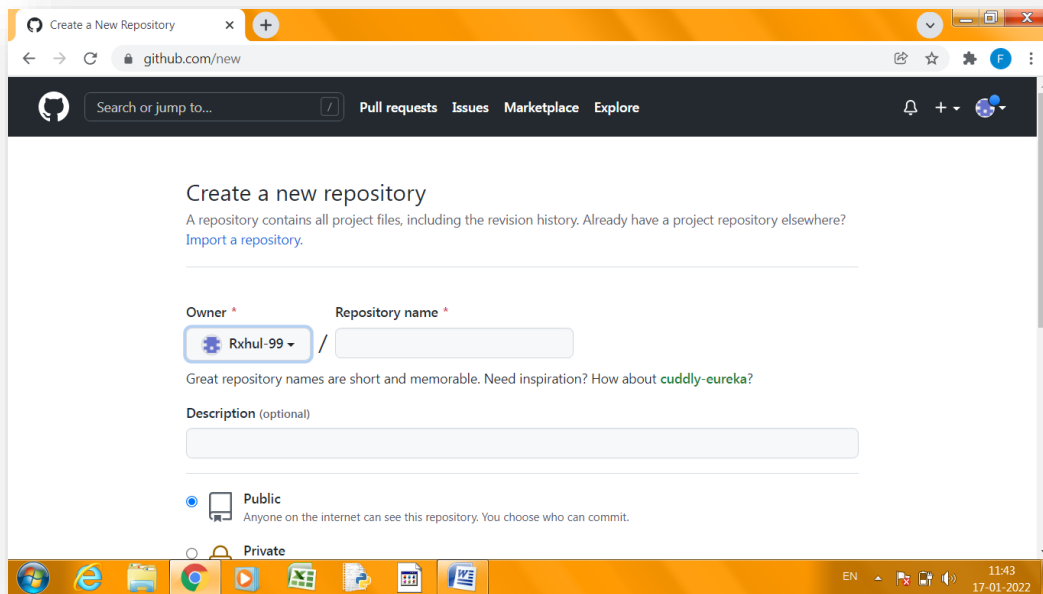 Create a New Repository
github.com/new
F
Search or jump to...
/
Pull requests Issues Marketplace Explore
Create a new repository
A repository contains all project files, including the revision history. Already have a project repository elsewhere?
Import a repository.
Owner * Repository name *
Rxhul-99 /
Great repository names are short and memorable. Need inspiration? How about cuddly-eureka?
Description (optional)
Public
Anyone on the internet can see this repository. You choose who can commit.
Private
EN
11:43
17-01-2022